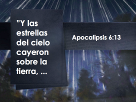 "Y las
estrellas
del cielo
cayeron
sobre la
tierra, ...
Apocalipsis 6:13